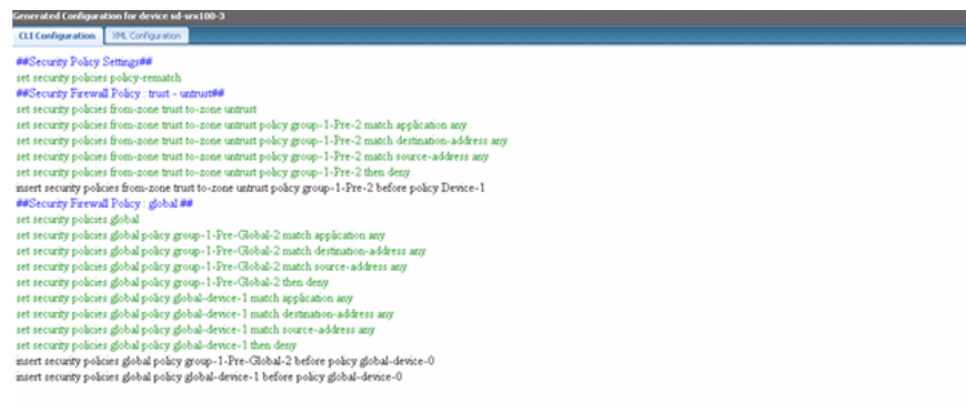 Generated Configuration for device sd-srx100-3
CLI Configuration XML Configuration
##Security Policy Settings##
set security policies policy-rematch
##Security Firewall Policy : trust - untrust##
set security policies from-zone trust to-zone untrust
set security policies from-zone trust to-zone untrust policy group-1-Pre-2 match application any
set security policies from-zone trust to-zone untrust policy group-1-Pre-2 match destination-address any
set security policies from-zone trust to-zone untrust policy group-1-Pre-2 match source-address any
set security policies from-zone trust to-zone untrust policy group-1-Pre-2 then deny
insert security policies from-zone trust to-zone untrust policy group-1-Pre-2 before policy Device-1
##Security Firewall Policy : global ##
set security policies global
set security policies global policy group-1-Pre-Global-2 match application any
set security policies global policy group-1-Pre-Global-2 match destination-address any
set security policies global policy group-1-Pre-Global-2 match source-address any
set security policies global policy group-1-Pre-Global-2 then deny
set security policies global policy global-device-1 match application any
set security policies global policy global-device-1 match destination-address any
set security policies global policy global-device-1 match source-address any
set security policies global policy global-device-1 then deny
insert security policies global policy group-1-Pre-Global-2 before policy global-device-0
insert security policies global policy global-device-1 before policy global-device-0